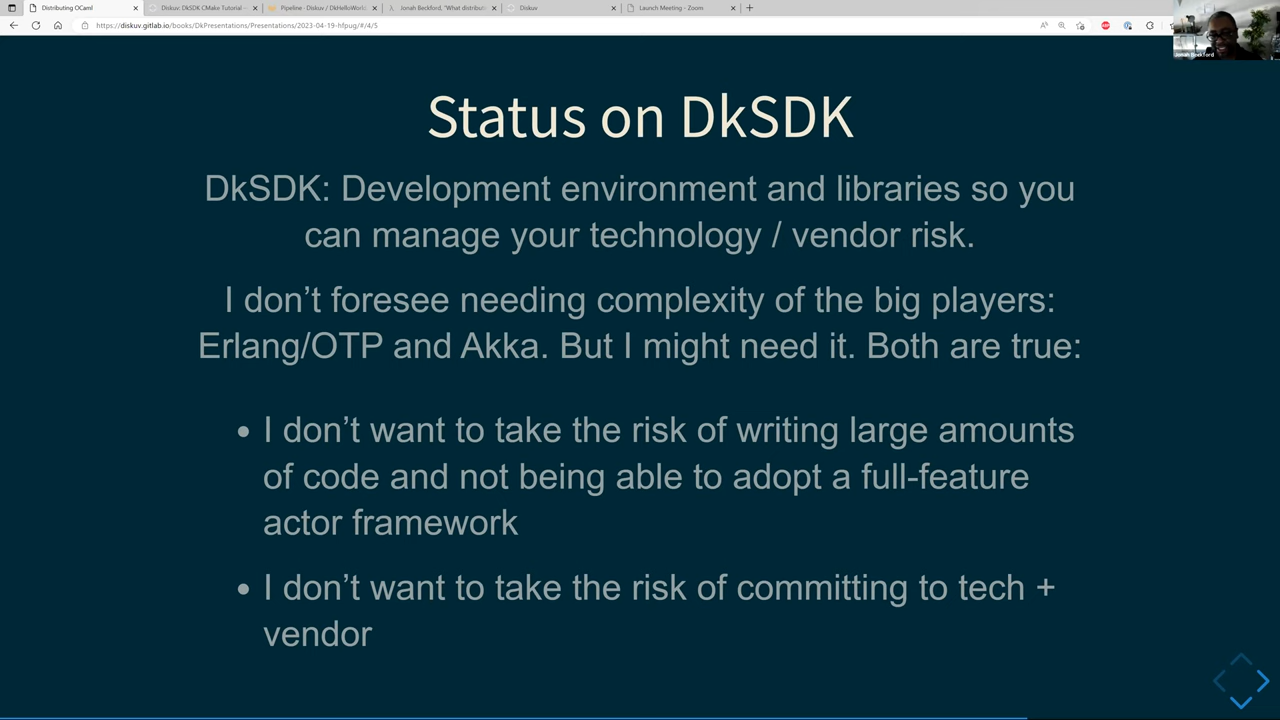 Distributing OCaml
Diskuv: DkSDK CMake Tutorial –
Pipeline · Diskuv / DkHelloWorld
Jonah Beckford, "What distribut
Diskuv
Launch Meeting - Zoom
https://diskuv.gitlab.io/books/DkPresentations/Presentations/2023-04-19-hfpug/#/4/5
Jonah Beckford
Status on DkSDK
DkSDK: Development environment and libraries so you
can manage your technology / vendor risk.
I don’t foresee needing complexity of the big players:
Erlang/OTP and Akka. But I might need it. Both are true:
• I don’t want to take the risk of writing large amounts
of code and not being able to adopt a full-feature
actor framework
• I don’t want to take the risk of committing to tech +
vendor